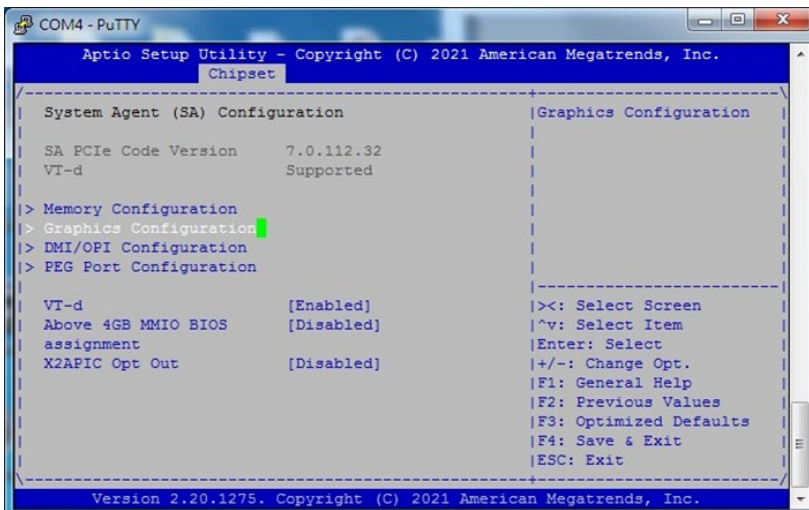 COM4 - PuTTY
Aptio Setup Utility - Copyright (C) 2021 American Megatrends, Inc.
Chipset
System Agent (SA) Configuration
Graphics Configuration
SA PCIe Code Version 7.0.112.32
VT-d Supported
> Memory Configuration
> Graphics Configuration
> DMI/OPI Configuration
> PEG Port Configuration
VT-d [Enabled]
Above 4GB MMIO BIOS assignment [Disabled]
X2APIC Opt Out [Disabled]
><: Select Screen
^v: Select Item
Enter: Select
+/-: Change Opt.
F1: General Help
F2: Previous Values
F3: Optimized Defaults
F4: Save & Exit
ESC: Exit
Version 2.20.1275. Copyright (C) 2021 American Megatrends, Inc.